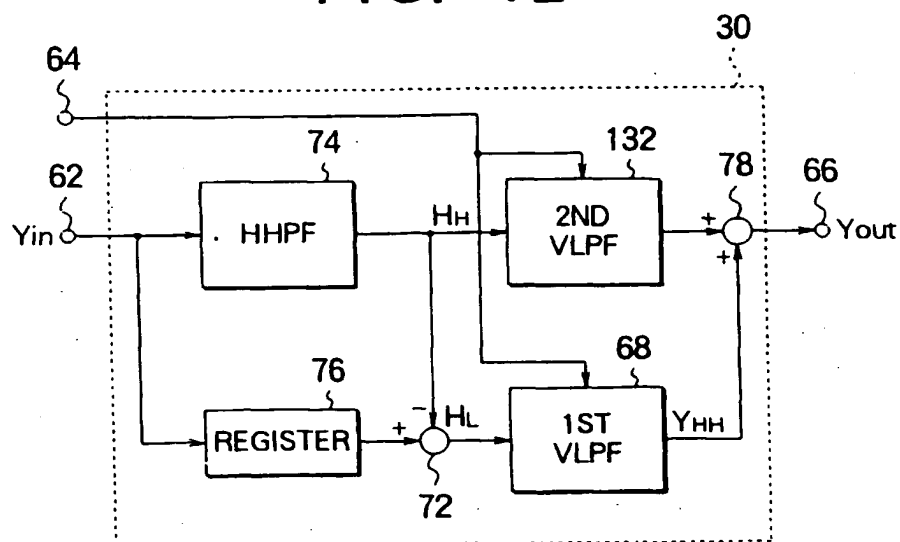 30
64
74
132
78
66
62
Yin
HHPF
HH
2ND
VLPF
+
+
Yout
76
68
REGISTER
+
-
HL
1ST
VLPF
YHH
72